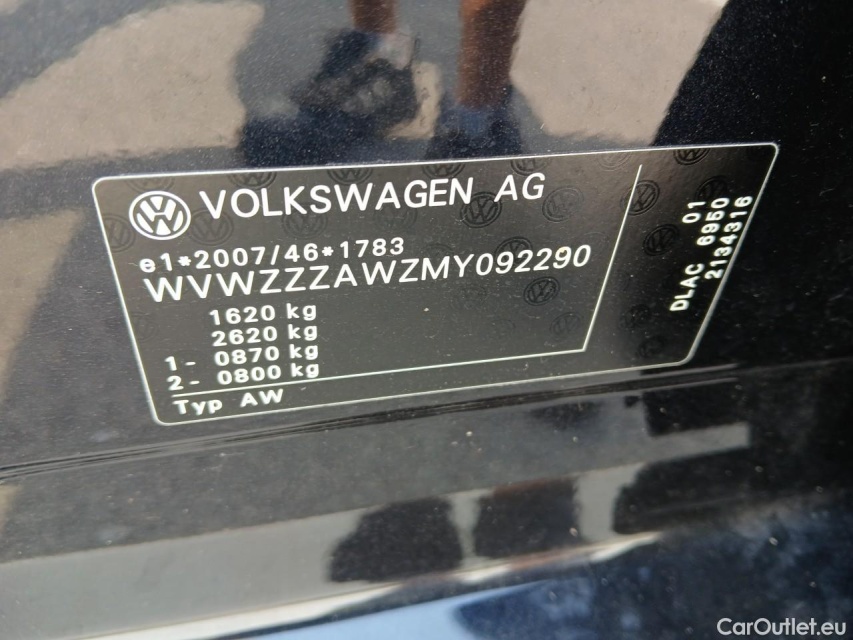 VOLKSWAGEN AG
e1*2007/46*1783
WVWZZZAWZMY092290
1620 kg
2620 kg
1- 0870 kg
2- 0800 kg
Typ AW
01
DLAC 6950
2134316
CarOutlet.eu